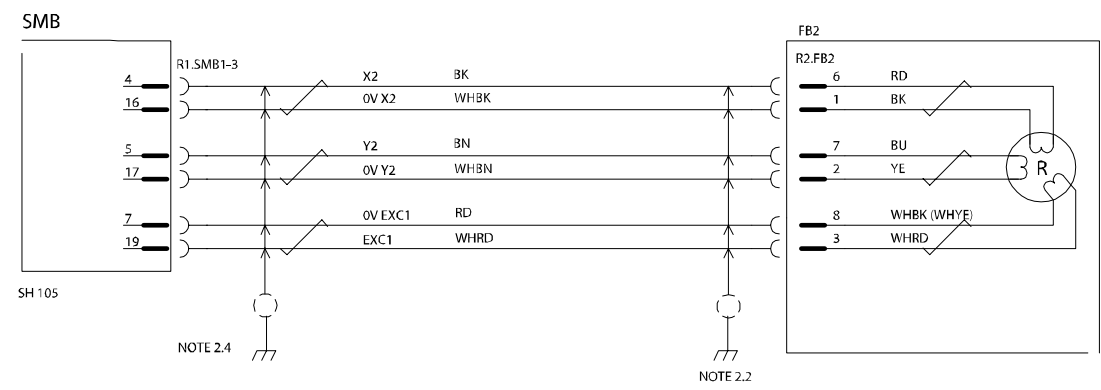 SMB
FB2
R1.SMB1-3
R2.FB2
4 X2 BK 6 RD
16 0V X2 WHBK 1 BK
5 Y2 BN 7 BU
17 0V Y2 WHBN 2 YE
R
7 0V EXC1 RD 8 WHBK (WHYE)
19 EXC1 WHRD 3 WHRD
SH 105
NOTE 2.4
NOTE 2.2